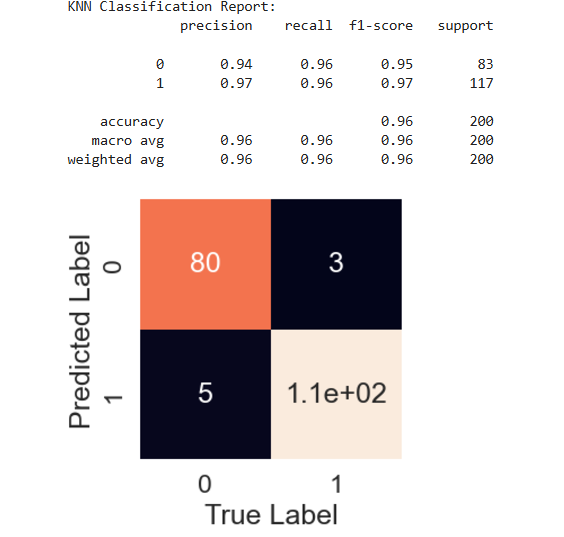 KNN Classification Report:
precision recall f1-score support
0 0.94 0.96 0.95 83
1 0.97 0.96 0.97 117
accuracy 0.96 200
macro avg 0.96 0.96 0.96 200
weighted avg 0.96 0.96 0.96 200
Predicted Label
0
80 3
1
5 1.1e+02
0 1
True Label